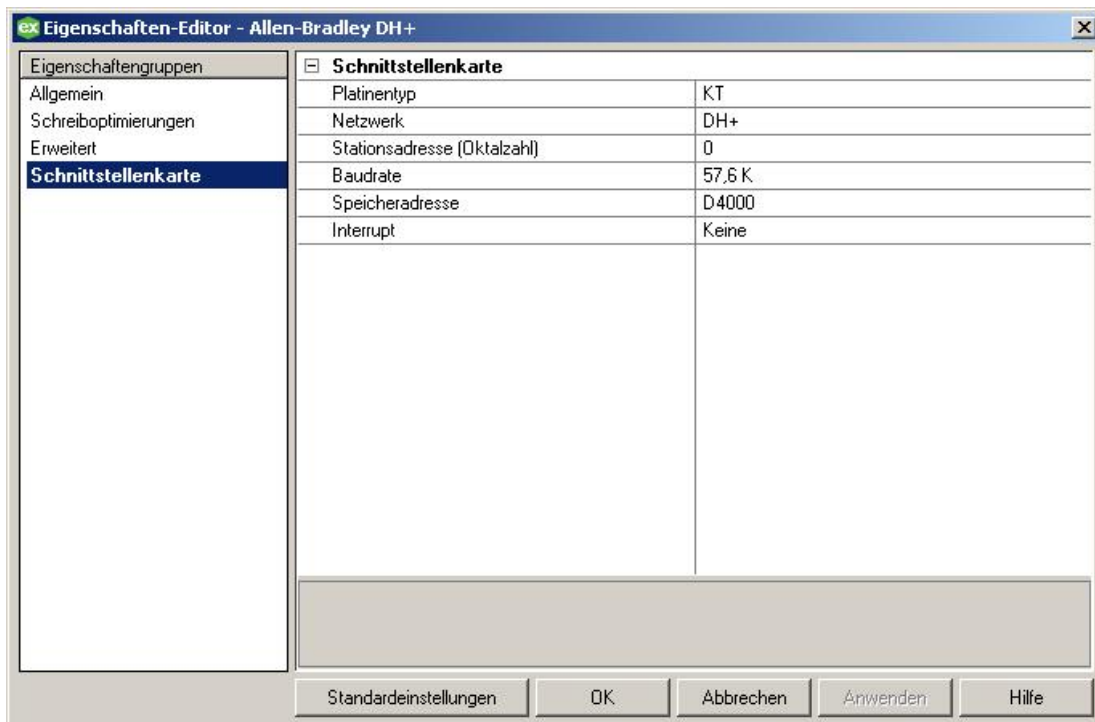 ex Eigenschaften-Editor - Allen-Bradley DH+
Eigenschaftengruppen
Allgemein
Schreiboptimierungen
Erweitert
Schnittstellenkarte
Schnittstellenkarte
Platinentyp KT
Netzwerk DH+
Stationsadresse (Oktalzahl) 0
Baudrate 57,6 K
Speicheradresse D4000
Interrupt Keine
Standardeinstellungen OK Abbrechen Anwenden Hilfe